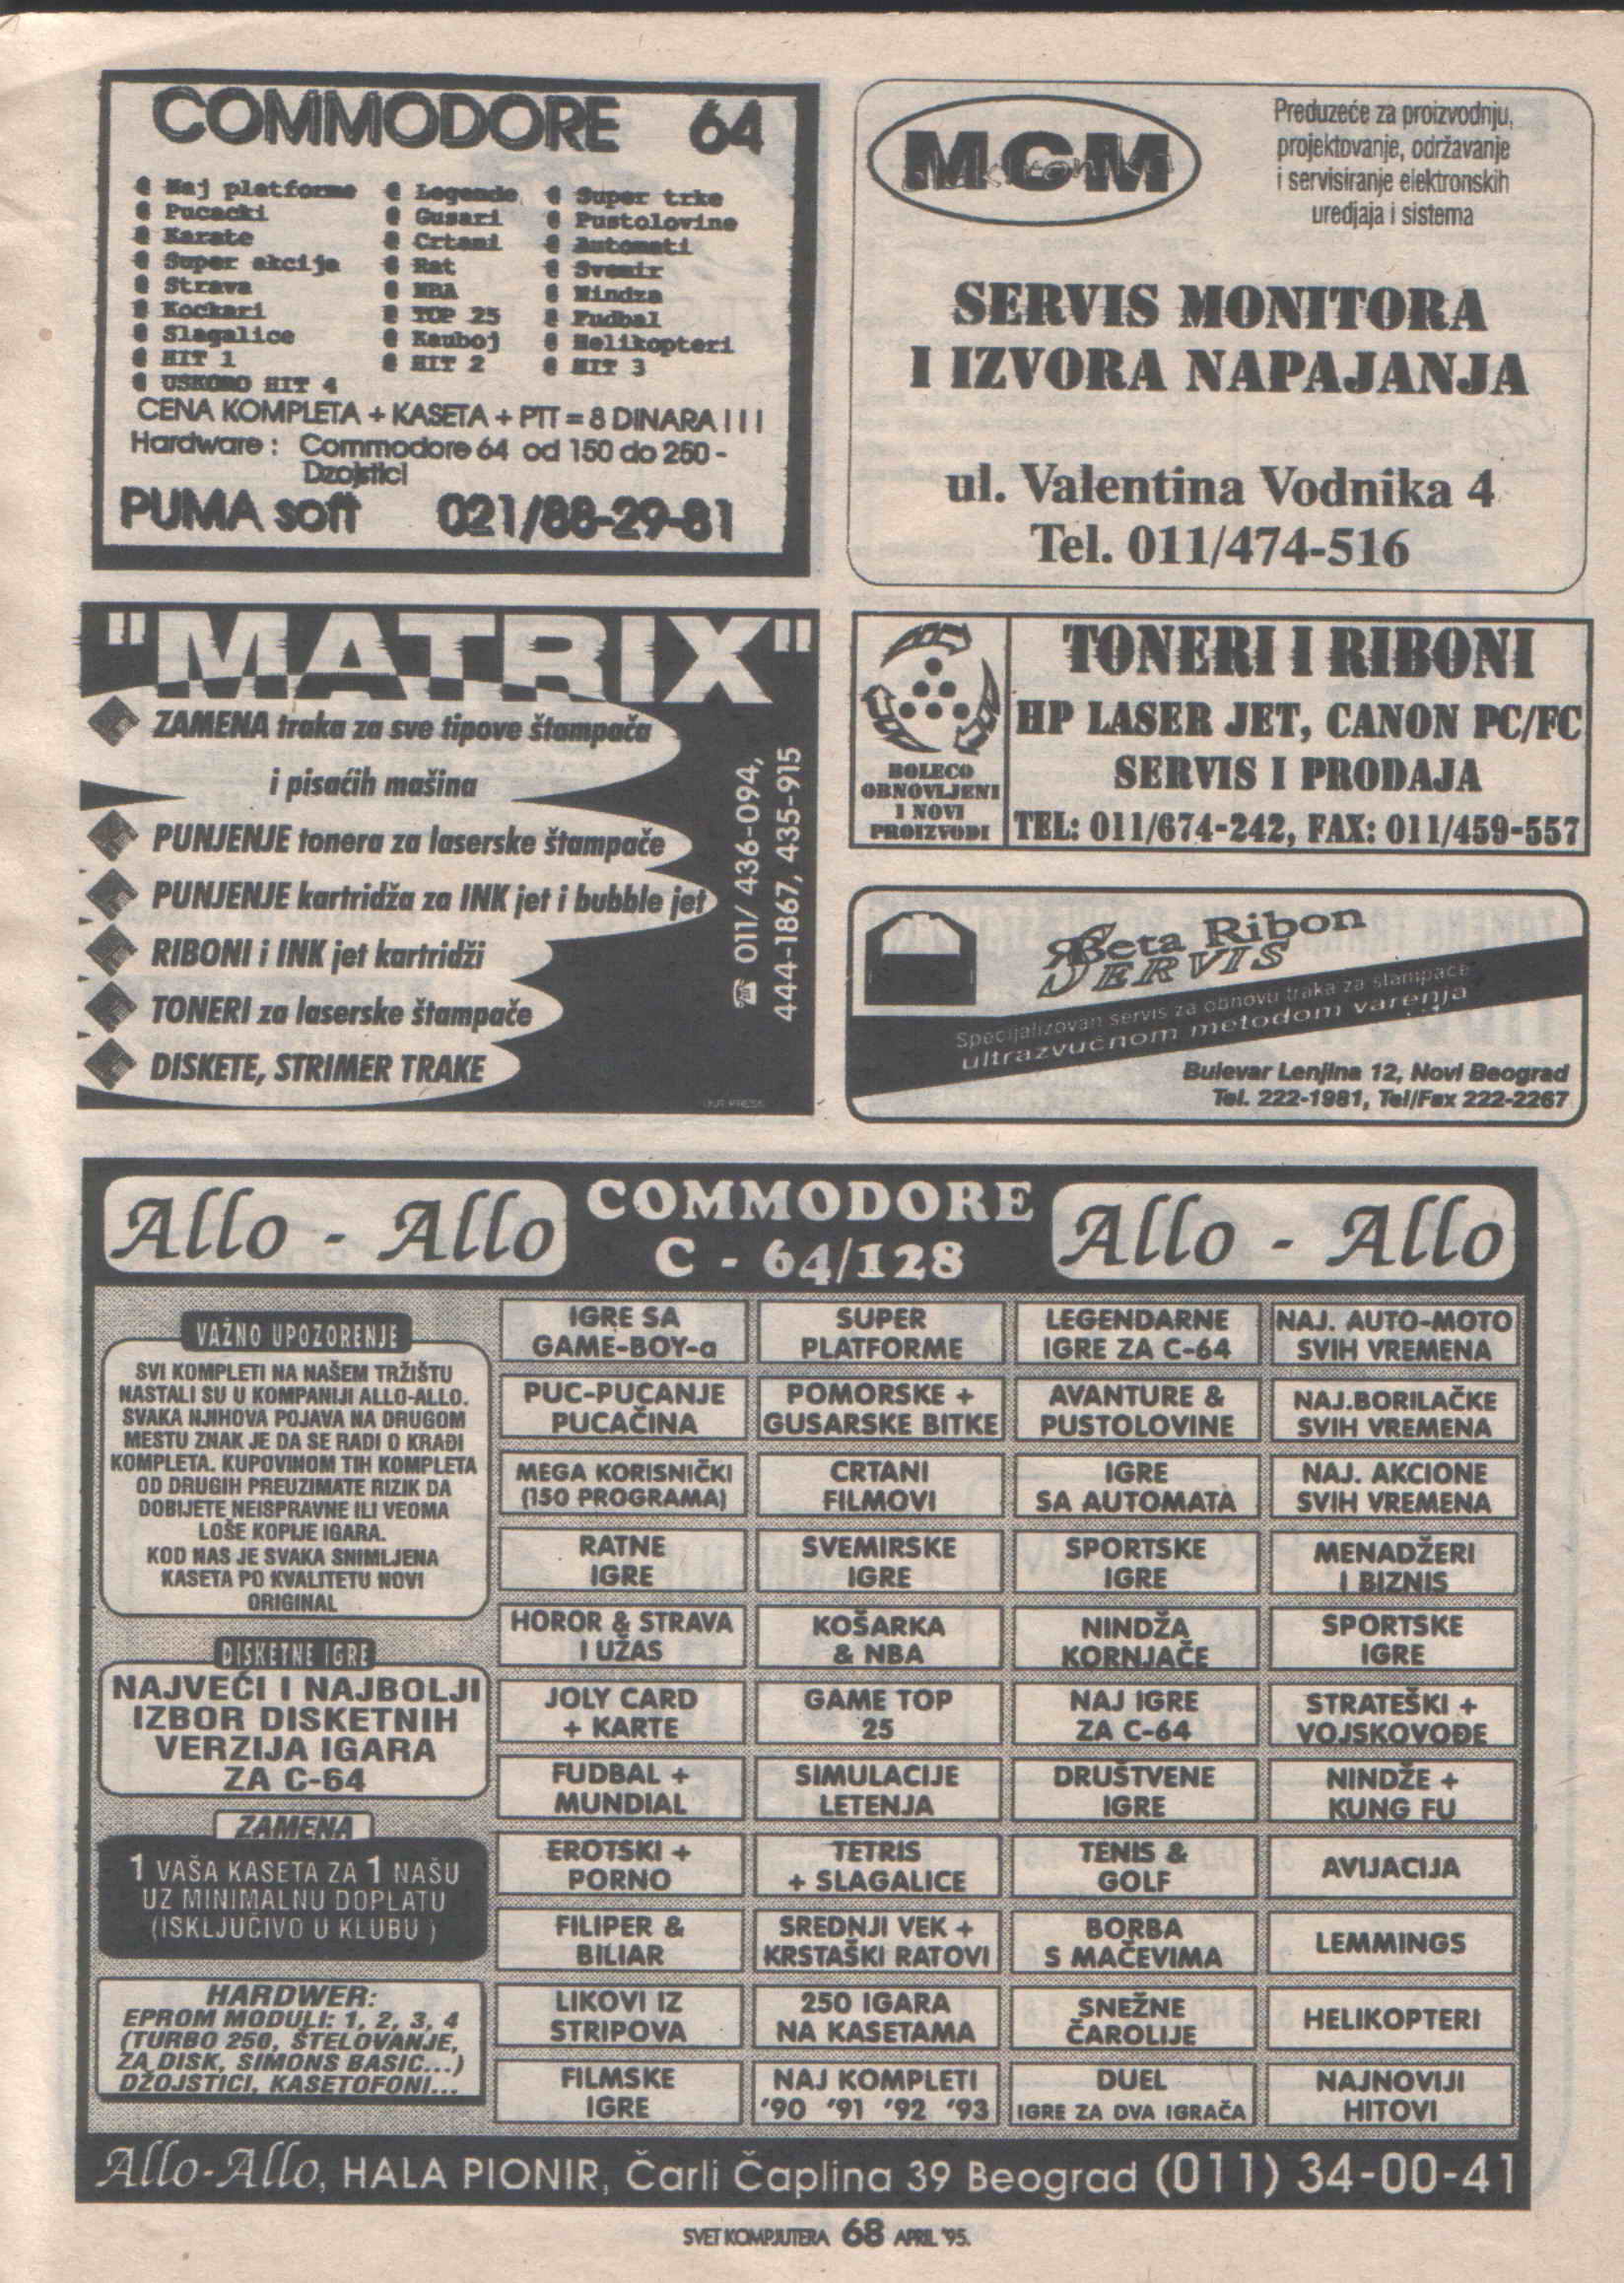 COMMODORE 64
Naj platforme
Pucacki
Karate
Super akcija
Strava
Kockari
Slagalice
HIT 1
USKORO HIT 4
Legende
Gusari
Crtani
Rat
NBA
TOP 25
Kauboj
HIT 2
Super trke
Pustolovine
Automati
Svemir
Nindza
Fudbal
Helikopteri
HIT 3
CENA KOMPLETA + KASETA + PTT = 8 DINARA ! ! !
Hardware : Commodore 64 od 150 do 250 -
Dzojstici
PUMA soft 021/88-29-81
MCM
Preduzeće za proizvodnju,
projektovanje, održavanje
i servisiranje elektronskih
uredjaja i sistema
SERVIS MONITORA
I IZVORA NAPAJANJA
ul. Valentina Vodnika 4
Tel. 011/474-516
"MATRIX"
ZAMENA traka za sve tipove štampača
i pisaćih mašina
PUNJENJE tonera za laserske štampače
PUNJENJE kartridža za INK jet i bubble jet
RIBONI i INK jet kartridži
TONERI za laserske štampače
DISKETE, STRIMER TRAKE
☎ 011/ 436-094,
444-1867, 435-915
BOLECO
OBNOVLJENI
I NOVI
PROIZVODI
TONERI I RIBONI
HP LASER JET, CANON PC/FC
SERVIS I PRODAJA
TEL: 011/674-242, FAX: 011/459-557
Beta Ribon
SERVIS
Specijalizovan servis za obnovu traka za stampace
ultrazvučnom metodom varenja
Bulevar Lenjina 12, Novi Beograd
Tel. 222-1981, Tel/Fax 222-2267
Allo - Allo
COMMODORE
C - 64/128
Allo - Allo
VAŽNO UPOZORENJE
SVI KOMPLETI NA NAŠEM TRŽIŠTU
NASTALI SU U KOMPANIJI ALLO-ALLO.
SVAKA NJIHOVA POJAVA NA DRUGOM
MESTU ZNAK JE DA SE RADI O KRAĐI
KOMPLETA. KUPOVINOM TIH KOMPLETA
OD DRUGIH PREUZIMATE RIZIK DA
DOBIJETE NEISPRAVNE ILI VEOMA
LOŠE KOPIJE IGARA.
KOD NAS JE SVAKA SNIMLJENA
KASETA PO KVALITETU NOVI
ORIGINAL
DISKETNE IGRE
NAJVEĆI I NAJBOLJI
IZBOR DISKETNIH
VERZIJA IGARA
ZA C-64
ZAMENA
1 VAŠA KASETA ZA 1 NAŠU
UZ MINIMALNU DOPLATU
(ISKLJUČIVO U KLUBU )
HARDWER:
EPROM MODULI: 1, 2, 3, 4
(TURBO 250, ŠTELOVANJE,
ZA DISK, SIMONS BASIC...)
DŽOJSTICI, KASETOFONI...
IGRE SA
GAME-BOY-a
SUPER
PLATFORME
LEGENDARNE
IGRE ZA C-64
NAJ. AUTO-MOTO
SVIH VREMENA
PUC-PUCANJE
PUCAČINA
POMORSKE +
GUSARSKE BITKE
AVANTURE &
PUSTOLOVINE
NAJ.BORILAČKE
SVIH VREMENA
MEGA KORISNIČKI
(150 PROGRAMA)
CRTANI
FILMOVI
IGRE
SA AUTOMATA
NAJ. AKCIONE
SVIH VREMENA
RATNE
IGRE
SVEMIRSKE
IGRE
SPORTSKE
IGRE
MENADŽERI
I BIZNIS
HOROR & STRAVA
I UŽAS
KOŠARKA
& NBA
NINDŽA
KORNJAČE
SPORTSKE
IGRE
JOLY CARD
+ KARTE
GAME TOP
25
NAJ IGRE
ZA C-64
STRATEŠKI +
VOJSKOVOĐE
FUDBAL +
MUNDIAL
SIMULACIJE
LETENJA
DRUŠTVENE
IGRE
NINDŽE +
KUNG FU
EROTSKI +
PORNO
TETRIS
+ SLAGALICE
TENIS &
GOLF
AVIJACIJA
FILIPER &
BILIAR
SREDNJI VEK +
KRSTAŠKI RATOVI
BORBA
S MAČEVIMA
LEMMINGS
LIKOVI IZ
STRIPOVA
250 IGARA
NA KASETAMA
SNEŽNE
ČAROLIJE
HELIKOPTERI
FILMSKE
IGRE
NAJ KOMPLETI
'90 '91 '92 '93
DUEL
IGRE ZA DVA IGRAČA
NAJNOVIJI
HITOVI
Allo-Allo, HALA PIONIR, Čarli Čaplina 39 Beograd (011) 34-00-41
SVET KOMPJUTERA 68 APRIL '95.